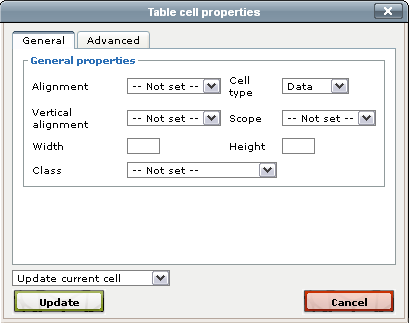 Table cell properties
General Advanced
General properties
Alignment -- Not set -- Cell type Data
Vertical alignment -- Not set -- Scope -- Not set --
Width Height
Class -- Not set --
Update current cell
Update Cancel